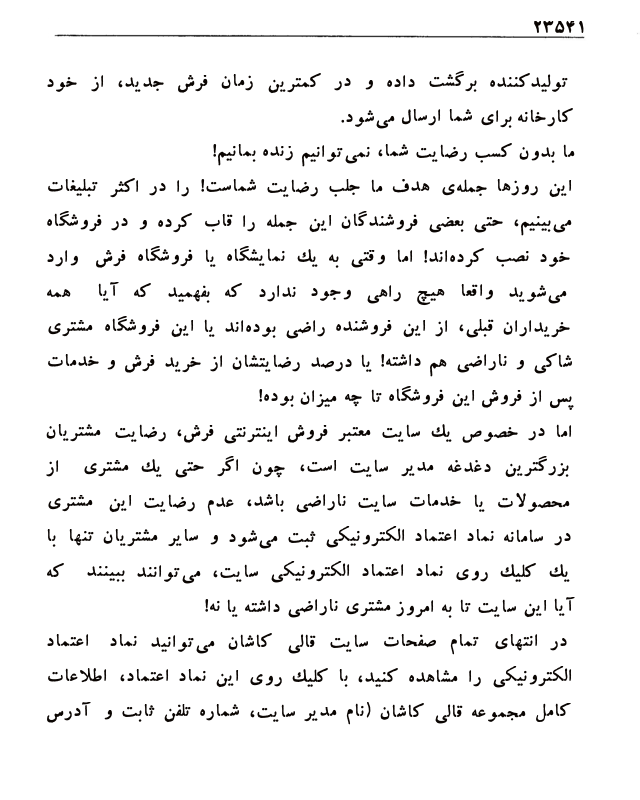 ۲۳۵۴۱
تولیدکننده برگشت داده و در کمترین زمان فرش جدید، از خود
کارخانه برای شما ارسال می‌شود.
ما بدون کسب رضایت شما، نمی‌توانیم زنده بمانیم!
این روزها جمله‌ی هدف ما جلب رضایت شماست! را در اکثر تبلیغات
می‌بینیم، حتی بعضی فروشندگان این جمله را قاب کرده و در فروشگاه
خود نصب کرده‌اند! اما وقتی به یك نمایشگاه یا فروشگاه فرش وارد
می‌شوید واقعا هیچ راهی وجود ندارد که بفهمید که آیا همه
خریداران قبلی، از این فروشنده راضی بوده‌اند یا این فروشگاه مشتری
شاکی و ناراضی هم داشته! یا درصد رضایتشان از خرید فرش و خدمات
پس از فروش این فروشگاه تا چه میزان بوده!
اما در خصوص یك سایت معتبر فروش اینترنتی فرش، رضایت مشتریان
بزرگترین دغدغه مدیر سایت است، چون اگر حتی یك مشتری از
محصولات یا خدمات سایت ناراضی باشد، عدم رضایت این مشتری
در سامانه نماد اعتماد الکترونیکی ثبت می‌شود و سایر مشتریان تنها با
یك کلیك روی نماد اعتماد الکترونیکی سایت، می‌توانند ببینند که
آیا این سایت تا به امروز مشتری ناراضی داشته یا نه!
در انتهای تمام صفحات سایت قالی کاشان می‌توانید نماد اعتماد
الکترونیکی را مشاهده کنید، با کلیك روی این نماد اعتماد، اطلاعات
کامل مجموعه قالی کاشان (نام مدیر سایت، شماره تلفن ثابت و آدرس